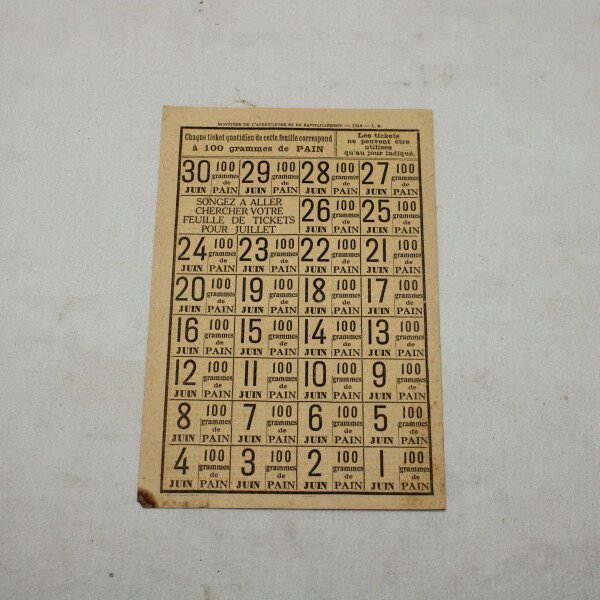 MINISTÈRE DE L'AGRICULTURE ET DU RAVITAILLEMENT. — 1918 —
Chaque ticket quotidien de cette feuille correspond
à 100 grammes de PAIN
Les tickets
ne peuvent être
utilisés
qu'au jour indiqué.
30 JUIN 100 grammes de PAIN 29 JUIN 100 grammes de PAIN 28 JUIN 100 grammes de PAIN 27 JUIN 100 grammes de PAIN
SONGEZ A ALLER
CHERCHER VOTRE
FEUILLE DE TICKETS
POUR JUILLET
26 JUIN 100 grammes de PAIN 25 JUIN 100 grammes de PAIN
24 JUIN 100 grammes de PAIN 23 JUIN 100 grammes de PAIN 22 JUIN 100 grammes de PAIN 21 JUIN 100 grammes de PAIN
20 JUIN 100 grammes de PAIN 19 JUIN 100 grammes de PAIN 18 JUIN 100 grammes de PAIN 17 JUIN 100 grammes de PAIN
16 JUIN 100 grammes de PAIN 15 JUIN 100 grammes de PAIN 14 JUIN 100 grammes de PAIN 13 JUIN 100 grammes de PAIN
12 JUIN 100 grammes de PAIN 11 JUIN 100 grammes de PAIN 10 JUIN 100 grammes de PAIN 9 JUIN 100 grammes de PAIN
8 JUIN 100 grammes de PAIN 7 JUIN 100 grammes de PAIN 6 JUIN 100 grammes de PAIN 5 JUIN 100 grammes de PAIN
4 JUIN 100 grammes de PAIN 3 JUIN 100 grammes de PAIN 2 JUIN 100 grammes de PAIN 1 JUIN 100 grammes de PAIN